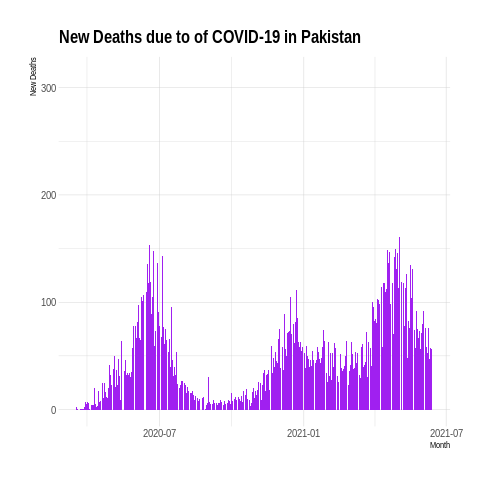 New Deaths due to of COVID-19 in Pakistan
New Deaths
300
200
100
0
2020-07
2021-01
2021-07
Month